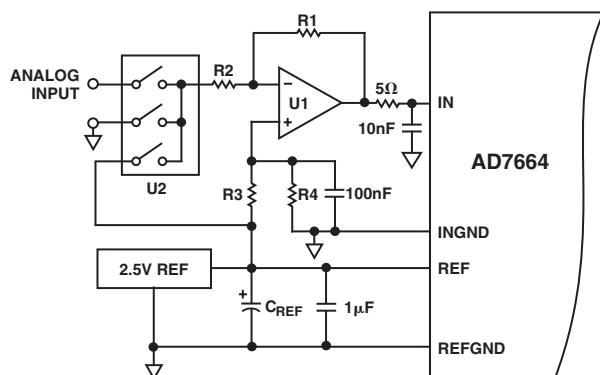 R1
ANALOG
INPUT
R2
U1
−
+
5Ω
IN
10nF
AD7664
U2
R3
R4
100nF
INGND
2.5V REF
REF
+
CREF
1μF
REFGND